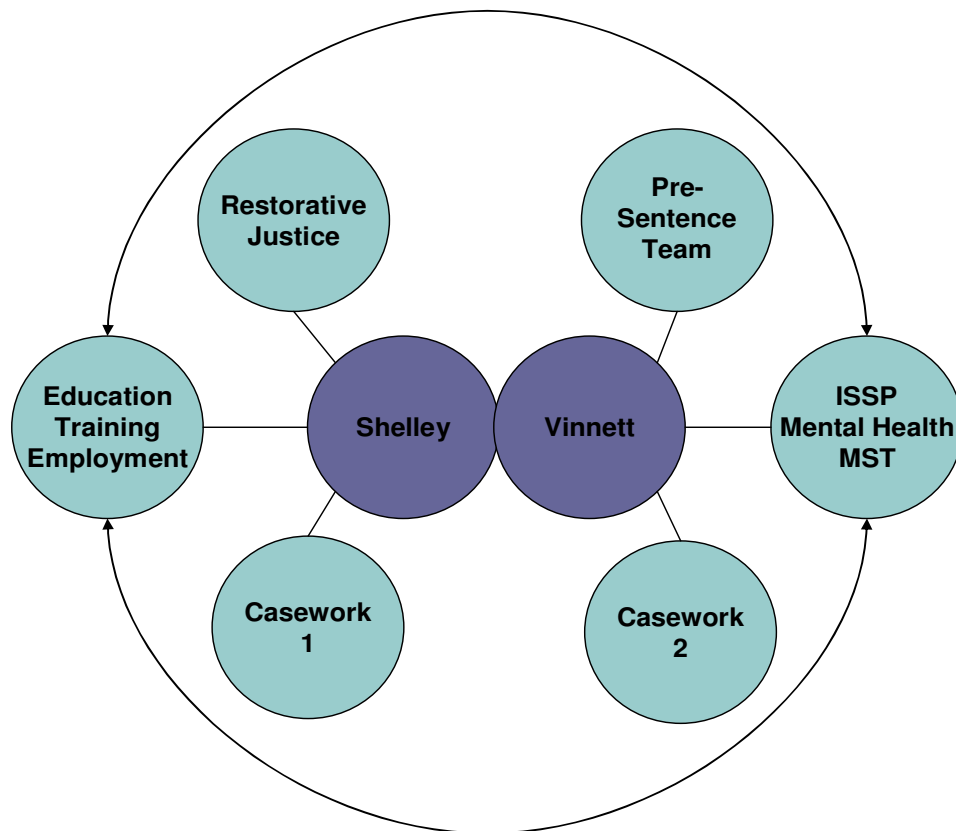 Restorative
Justice
Pre-
Sentence
Team
Education
Training
Employment
Shelley
Vinnett
ISSP
Mental Health
MST
Casework
1
Casework
2